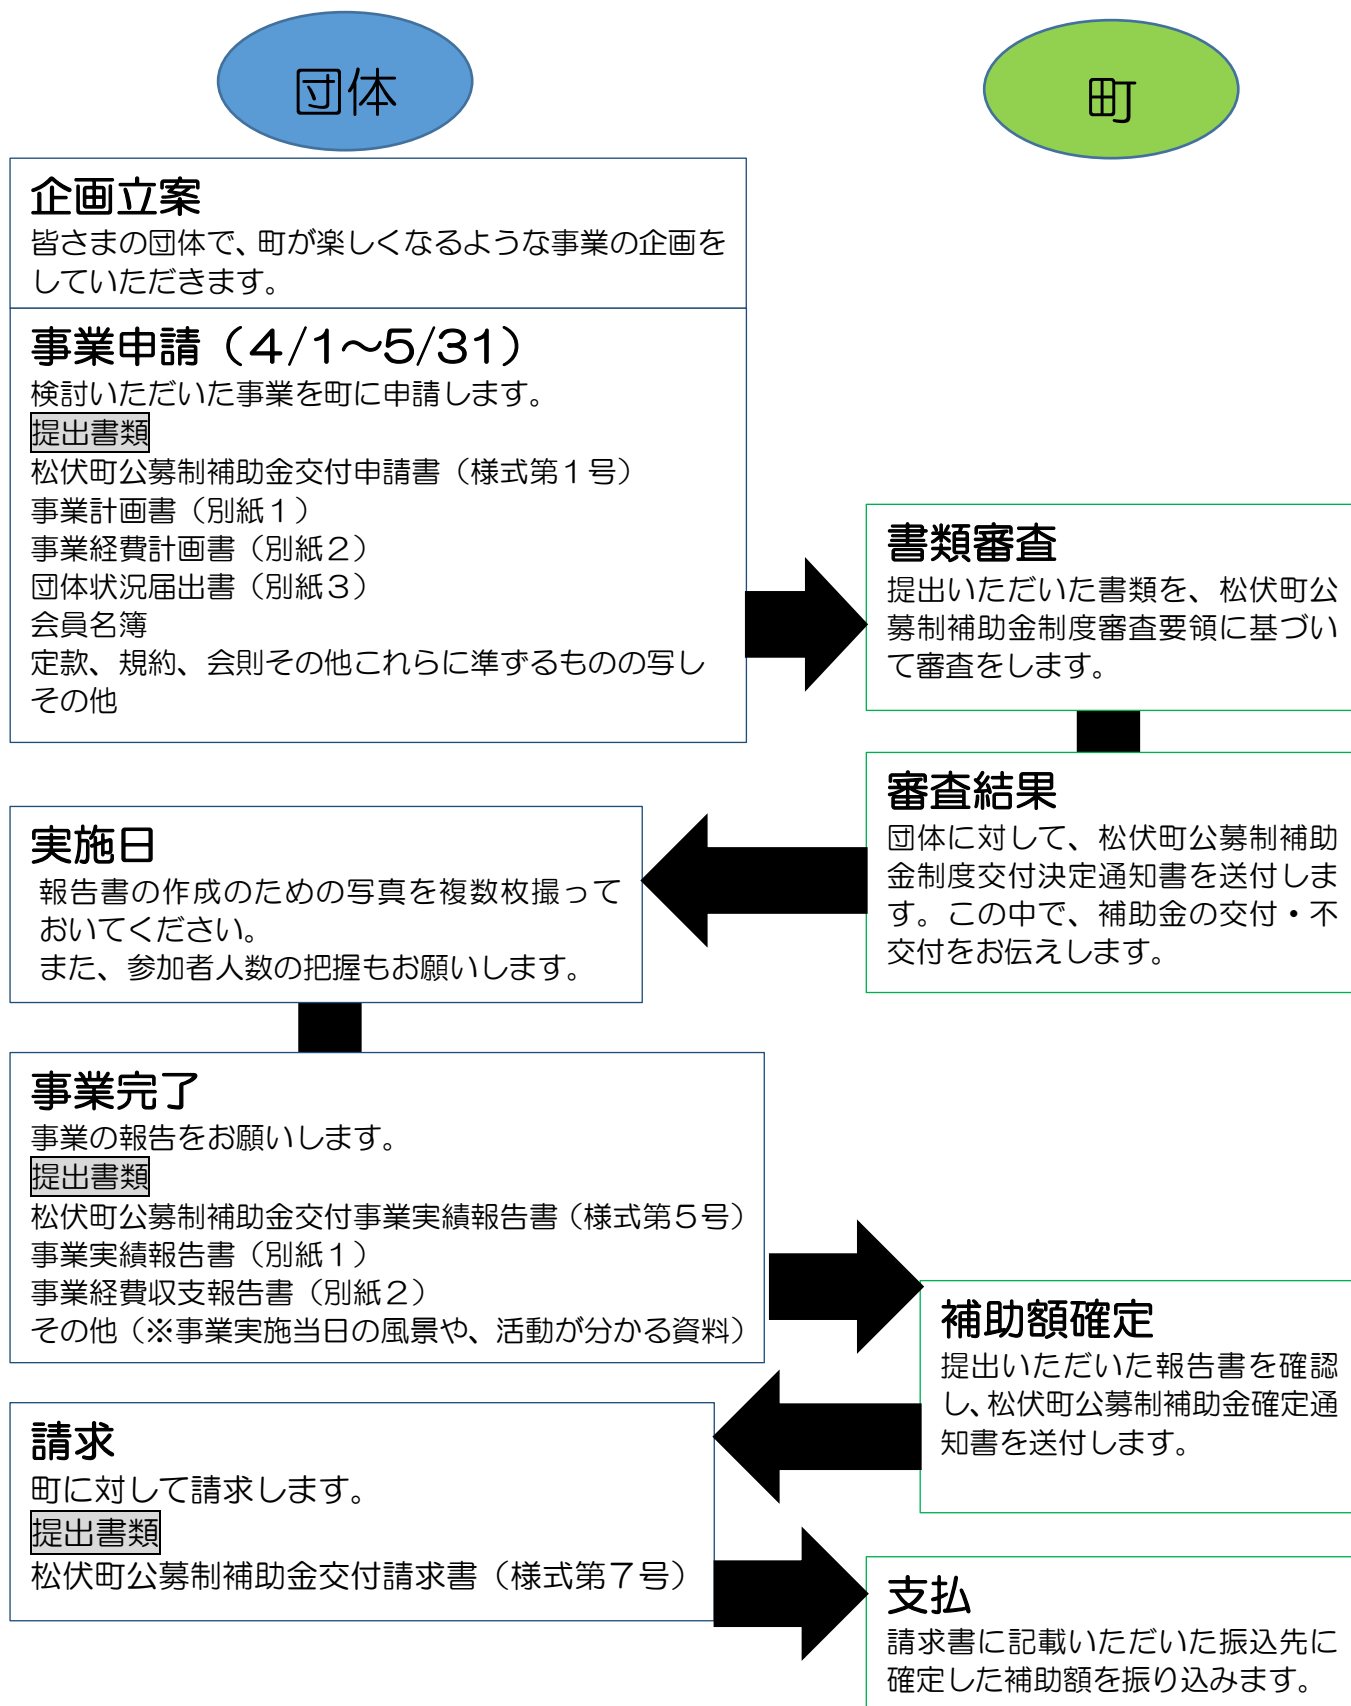 団体
町
企画立案
皆さまの団体で、町が楽しくなるような事業の企画を
していただきます。
事業申請（4/1～5/31）
検討いただいた事業を町に申請します。
提出書類
松伏町公募制補助金交付申請書（様式第１号）
事業計画書（別紙１）
事業経費計画書（別紙２）
団体状況届出書（別紙３）
会員名簿
定款、規約、会則その他これらに準ずるものの写し
その他
書類審査
提出いただいた書類を、松伏町公
募制補助金制度審査要領に基づい
て審査をします。
審査結果
団体に対して、松伏町公募制補助
金制度交付決定通知書を送付しま
す。この中で、補助金の交付・不
交付をお伝えします。
実施日
報告書の作成のための写真を複数枚撮って
おいてください。
また、参加者人数の把握もお願いします。
事業完了
事業の報告をお願いします。
提出書類
松伏町公募制補助金交付事業実績報告書（様式第５号）
事業実績報告書（別紙１）
事業経費収支報告書（別紙２）
その他（※事業実施当日の風景や、活動が分かる資料）
補助額確定
提出いただいた報告書を確認
し、松伏町公募制補助金確定通
知書を送付します。
請求
町に対して請求します。
提出書類
松伏町公募制補助金交付請求書（様式第７号）
支払
請求書に記載いただいた振込先に
確定した補助額を振り込みます。